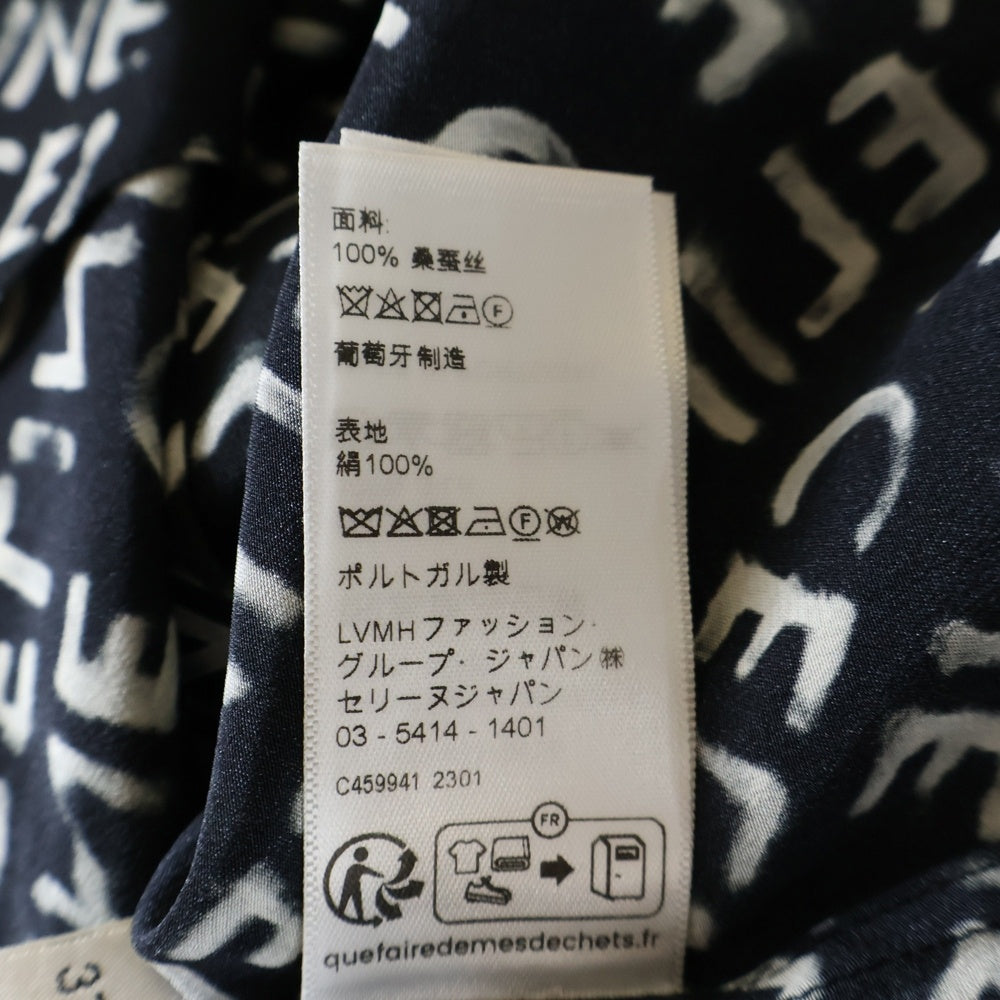 面料:
100% 桑蚕丝
F
葡萄牙制造
表地
絹100%
F W
ポルトガル製
LVMHファッション・
グループ・ジャパン㈱
セリーヌジャパン
03 - 5414 - 1401
C459941 2301
FR
quefairedemesdechets.fr